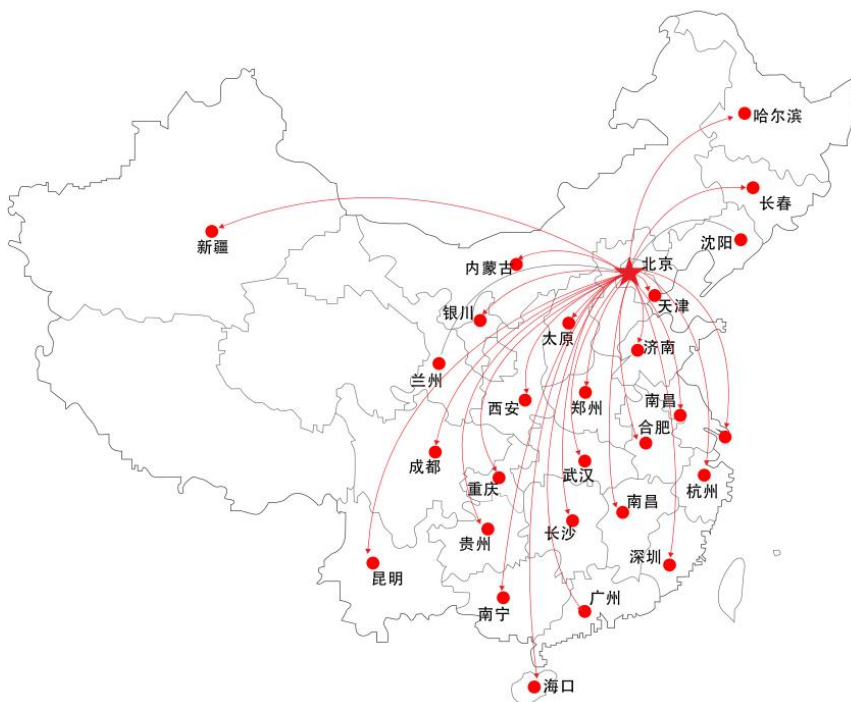 哈尔滨
长春
沈阳
新疆
内蒙古
北京
天津
银川
太原
济南
兰州
西安
郑州
南昌
合肥
成都
重庆
武汉
杭州
南昌
长沙
贵州
深圳
昆明
南宁
广州
海口